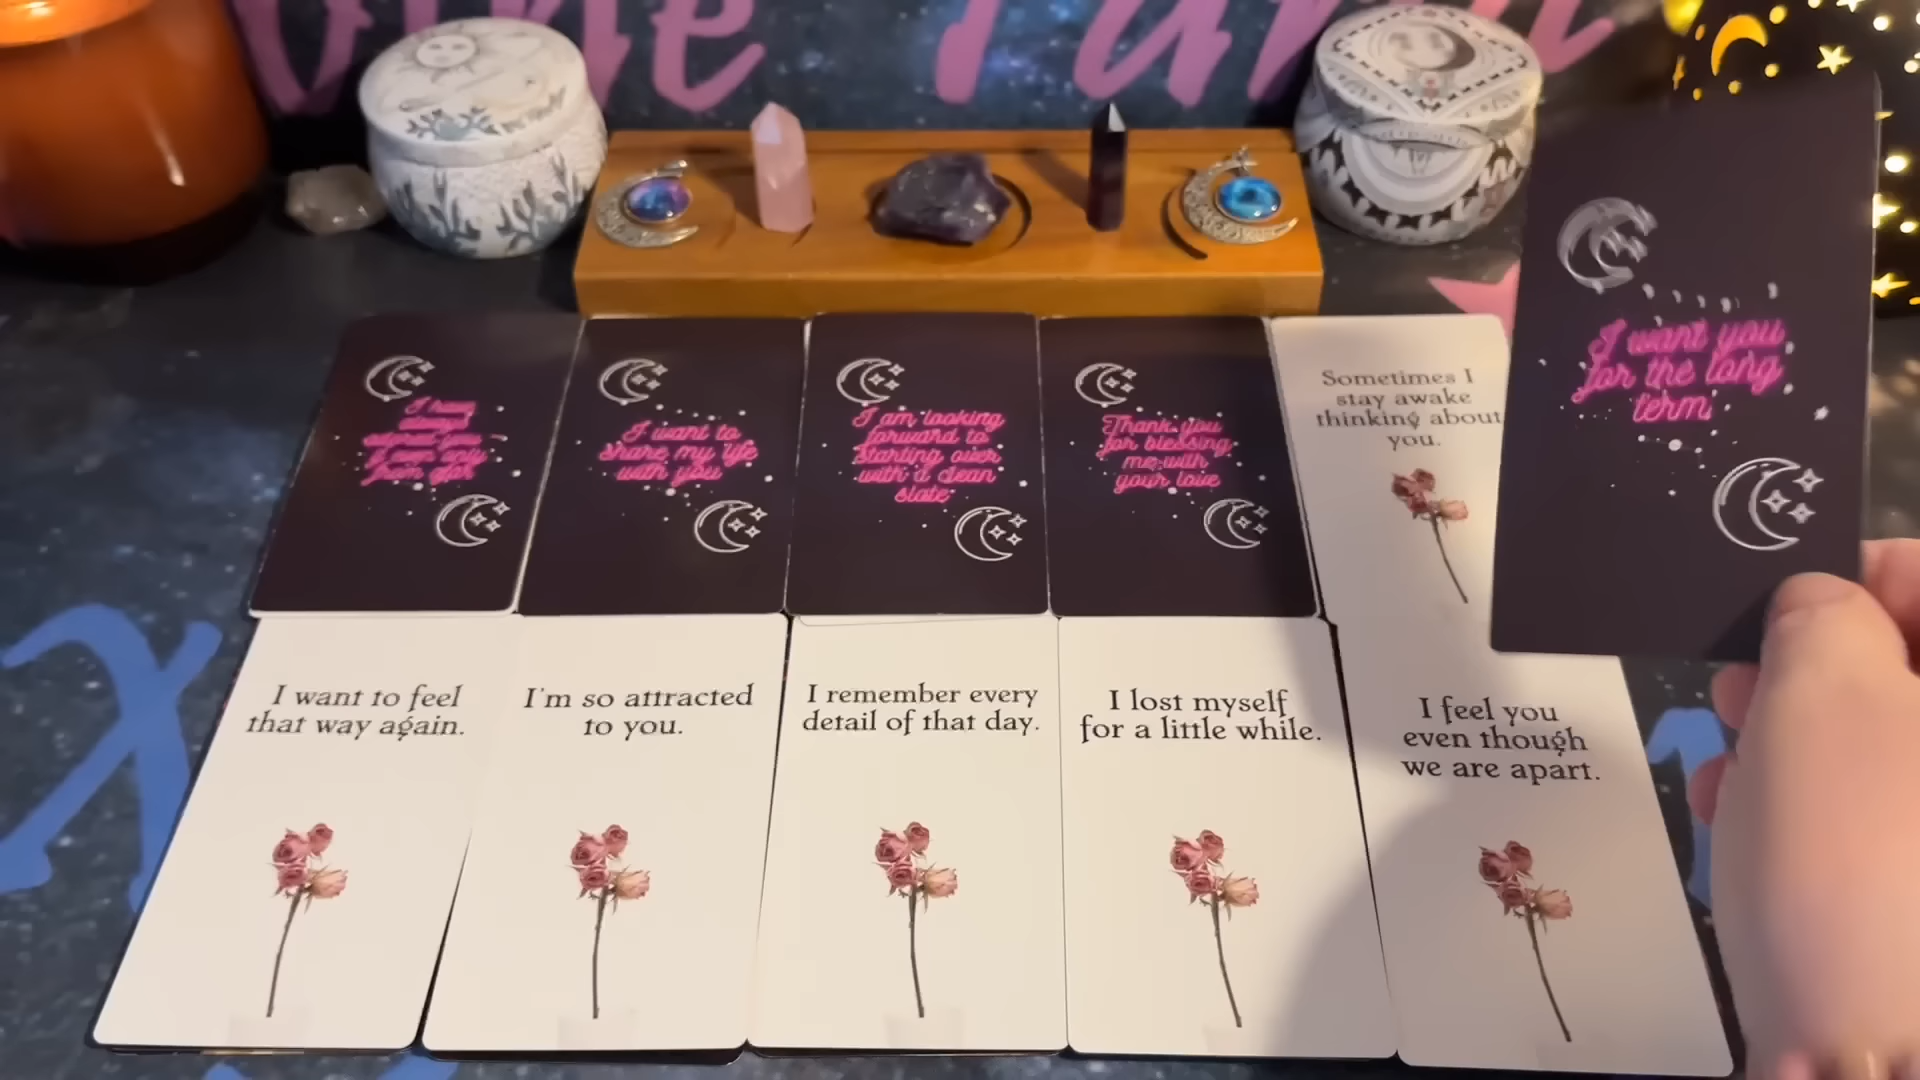 I want to
share my life
with you
I am looking
forward to
starting over
with a clean
slate
Thank you
for blessing
me with
your love
Sometimes I
stay awake
thinking about
you.
I want you
for the long
term
I want to feel
that way again.
I'm so attracted
to you.
I remember every
detail of that day.
I lost myself
for a little while.
I feel you
even though
we are apart.